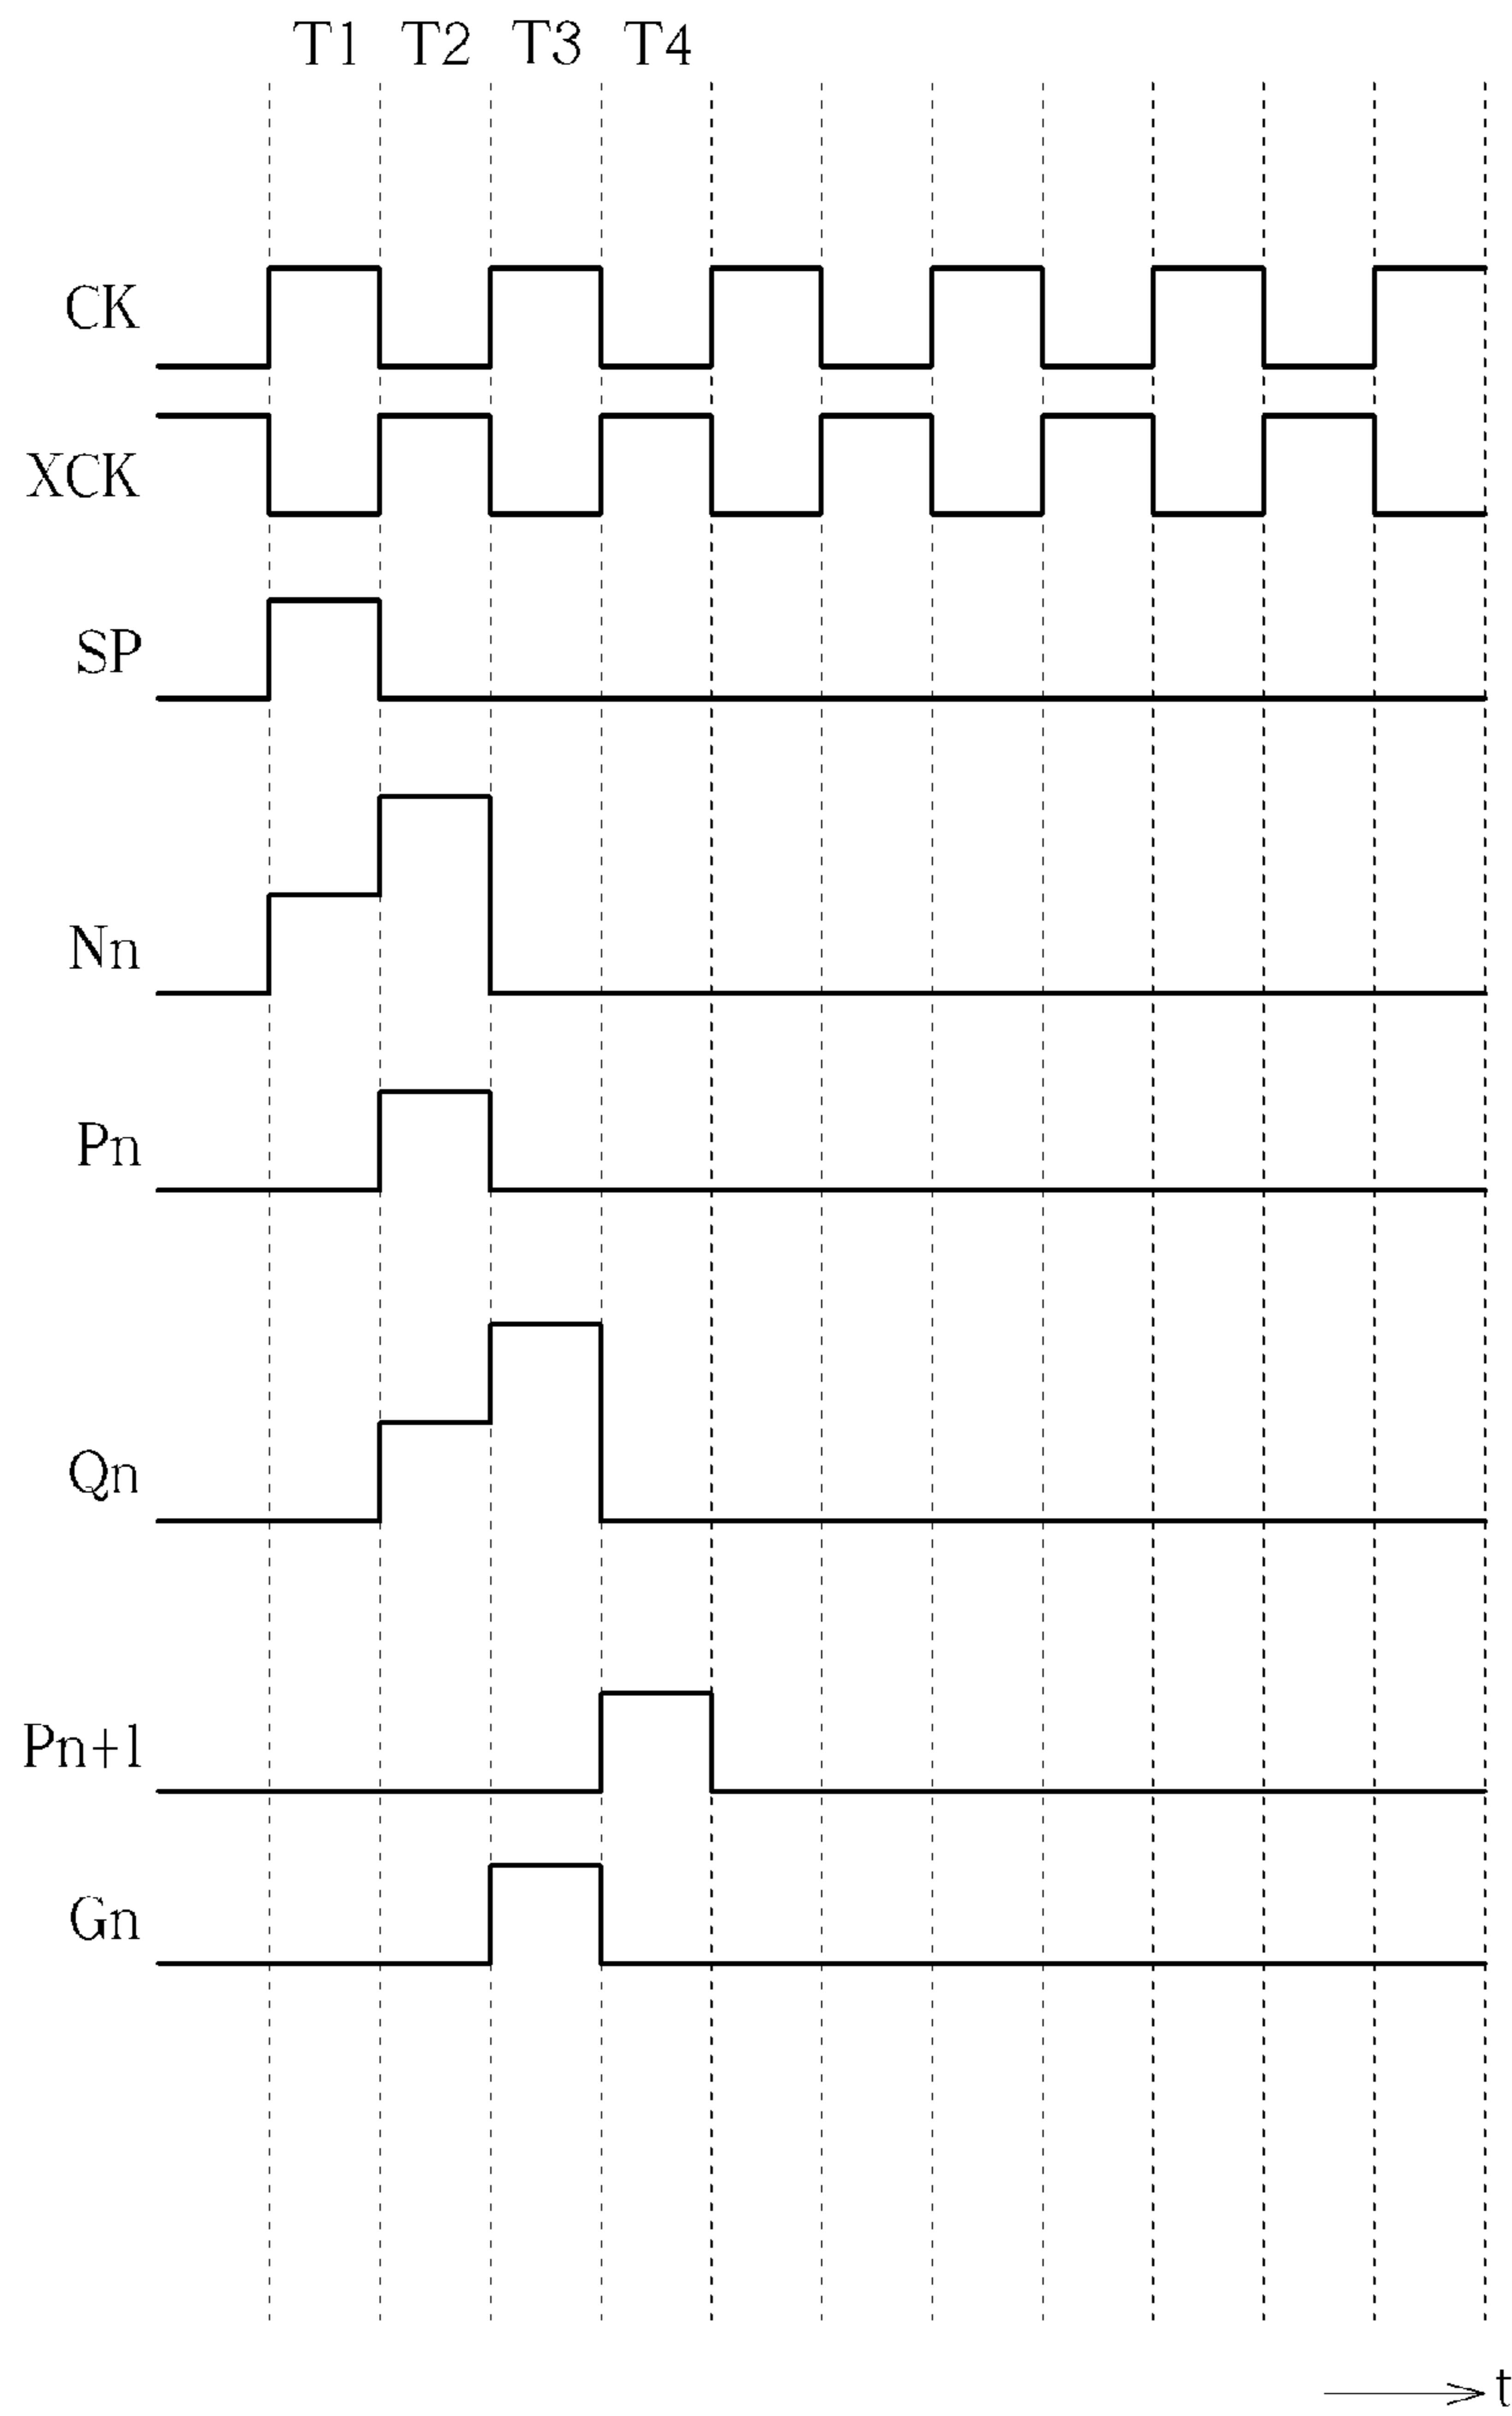 T1 T2 T3 T4
CK
XCK
SP
Nn
Pn
Qn
Pn+1
Gn
t